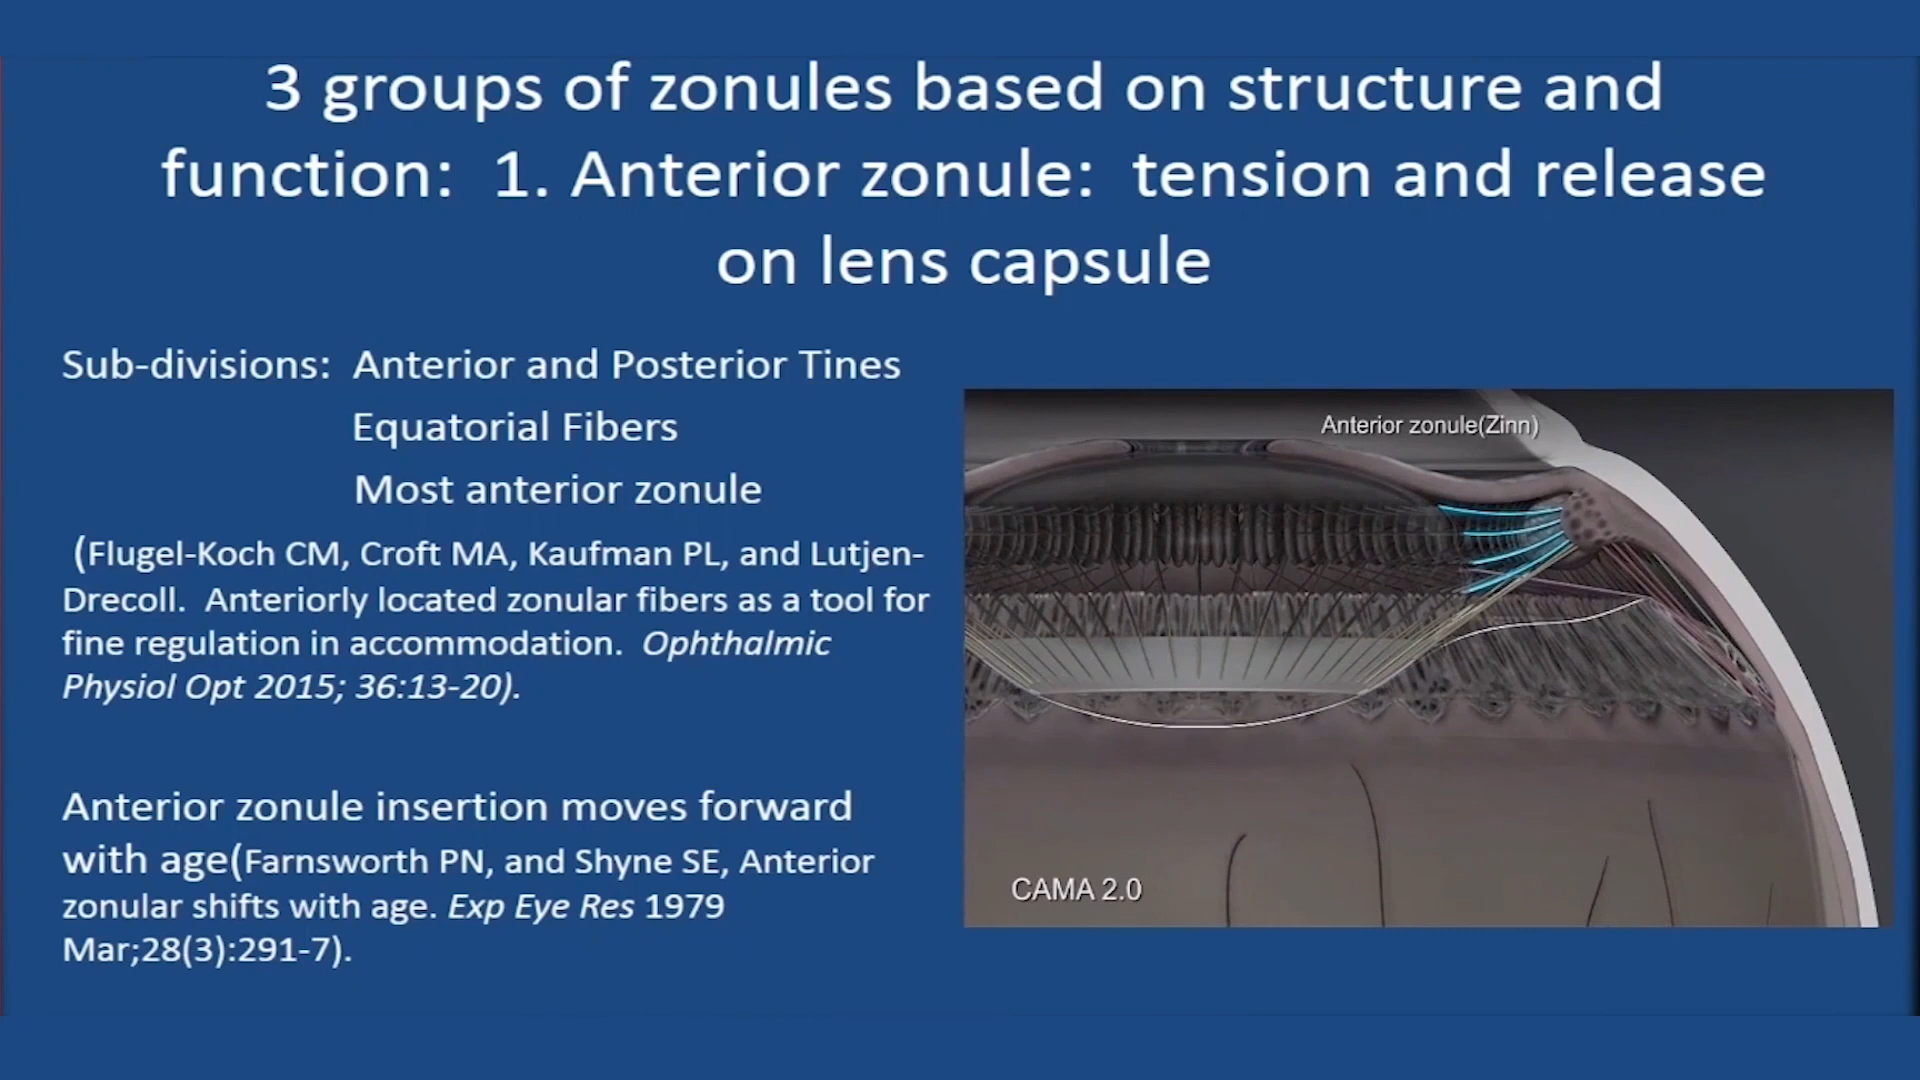 3 groups of zonules based on structure and
function: 1. Anterior zonule: tension and release
on lens capsule
Sub-divisions: Anterior and Posterior Tines
Equatorial Fibers
Most anterior zonule
(Flugel-Koch CM, Croft MA, Kaufman PL, and Lutjen-
Drecoll. Anteriorly located zonular fibers as a tool for
fine regulation in accommodation. Ophthalmic
Physiol Opt 2015; 36:13-20).
Anterior zonule insertion moves forward
with age(Farnsworth PN, and Shyne SE, Anterior
zonular shifts with age. Exp Eye Res 1979
Mar;28(3):291-7).
Anterior zonule(Zinn)
CAMA 2.0